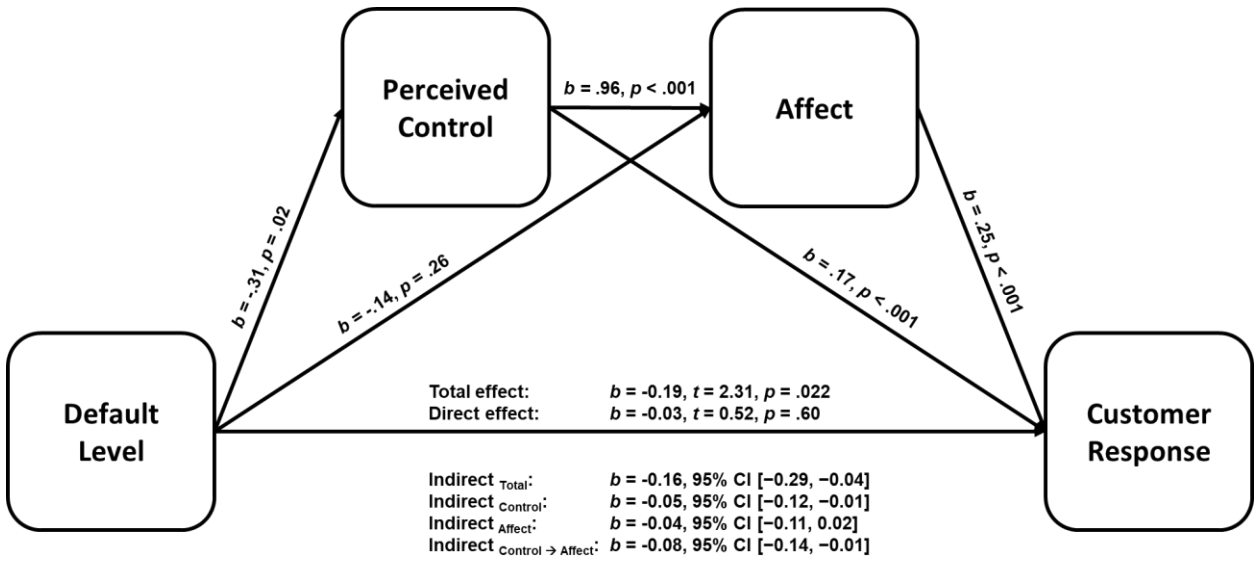 Perceived
Control
b = .96, p < .001
Affect
b = -.31, p = .02
b = -.14, p = .26
b = .17, p < .001
b = .25, p < .001
Default
Level
Total effect: b = -0.19, t = 2.31, p = .022
Direct effect: b = -0.03, t = 0.52, p = .60
Customer
Response
Indirect Total: b = -0.16, 95% CI [−0.29, −0.04]
Indirect Control: b = -0.05, 95% CI [−0.12, −0.01]
Indirect Affect: b = -0.04, 95% CI [−0.11, 0.02]
Indirect Control → Affect: b = -0.08, 95% CI [−0.14, −0.01]